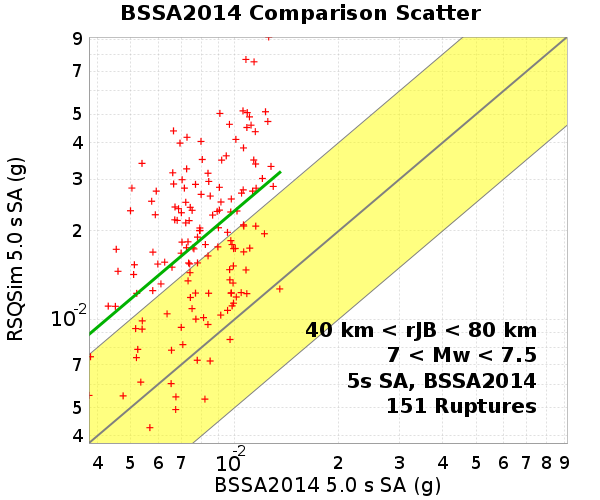 BSSA2014 Comparison Scatter
RSQSim 5.0 s SA (g)
9
7
5
4
3
2
10-2
7
5
4
40 km < rJB < 80 km
7 < Mw < 7.5
5s SA, BSSA2014
151 Ruptures
4 5 6 7 10-2 2 3 4 5 6 7 8 9
BSSA2014 5.0 s SA (g)